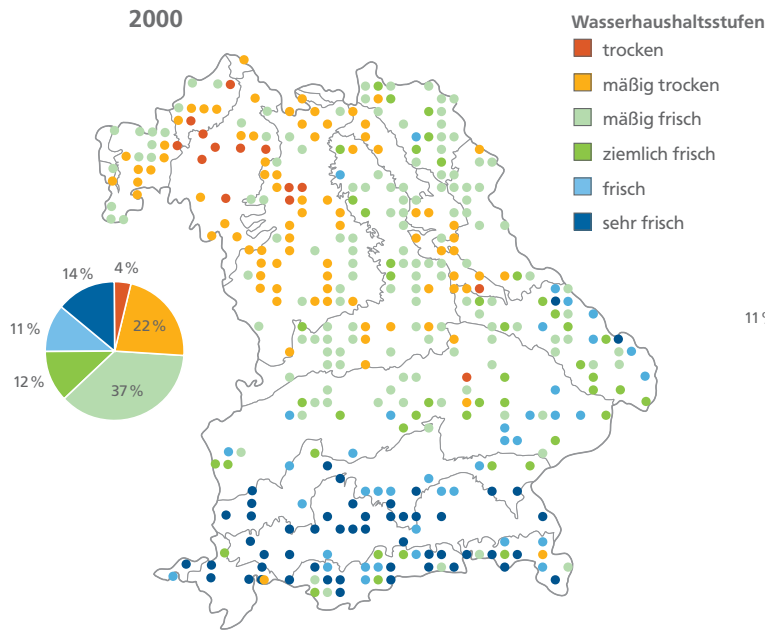 2000
Wasserhaushaltsstufen
trocken
mäßig trocken
mäßig frisch
ziemlich frisch
frisch
sehr frisch
14 %
4 %
11 %
22 %
12 %
37 %
11 %